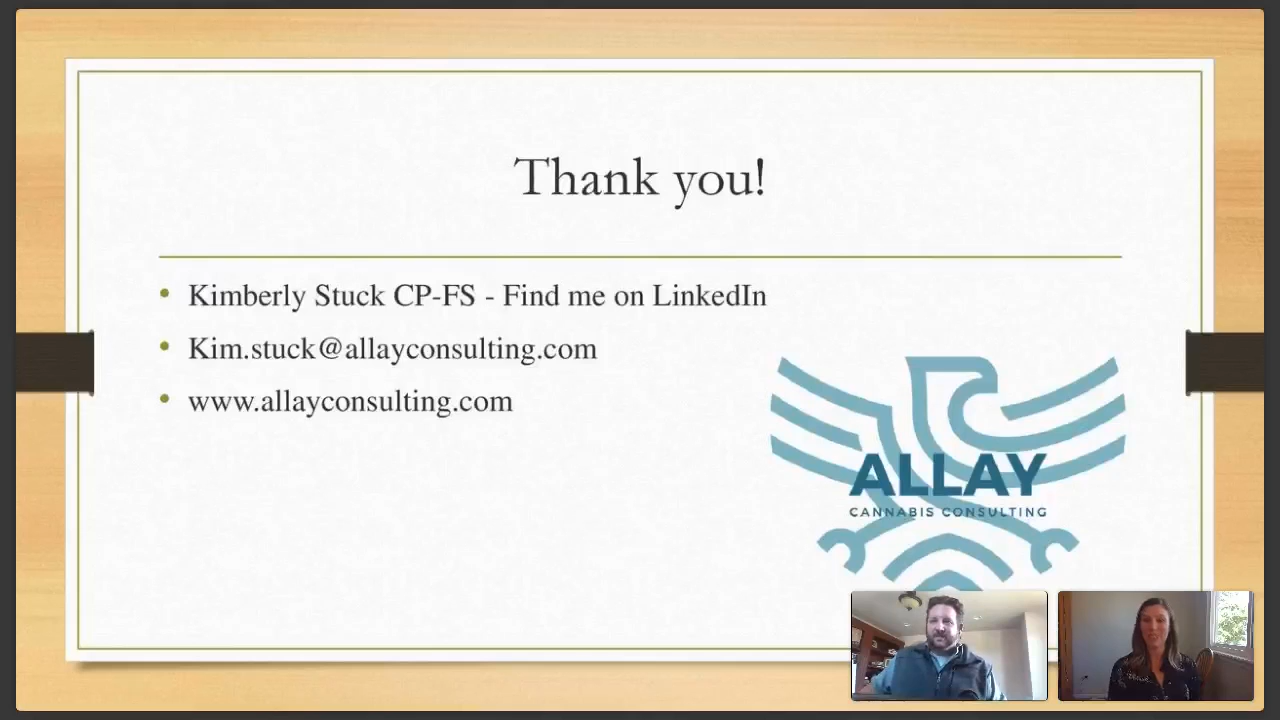 Thank you!
Kimberly Stuck CP-FS - Find me on LinkedIn
Kim.stuck@allayconsulting.com
www.allayconsulting.com
ALLAY
CANNABIS CONSULTING